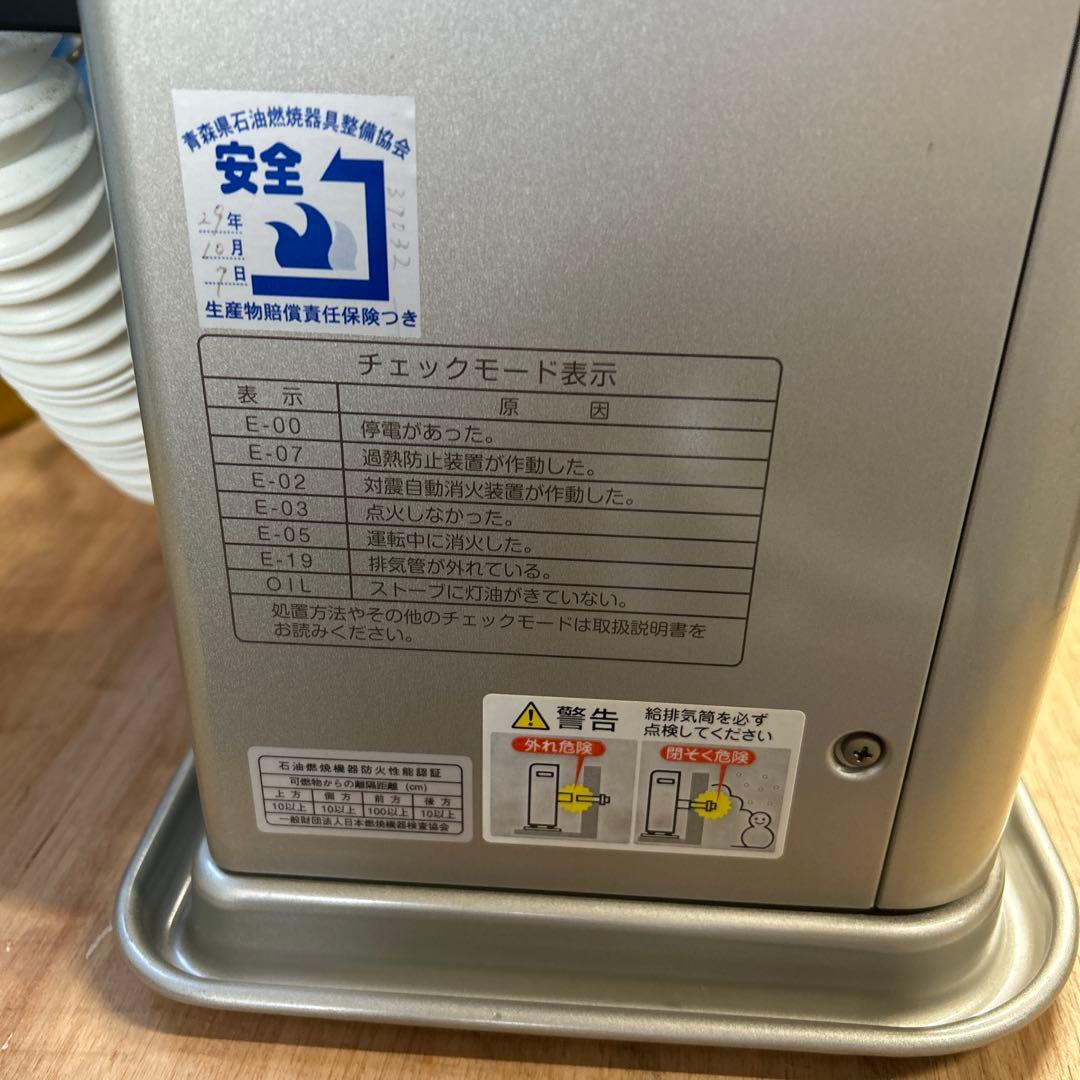 青森県石油燃焼器具整備協会
安全
37032
29年
10月
7日
生産物賠償責任保険つき
チェックモード表示
表 示 原 因
E-00 停電があった。
E-07 過熱防止装置が作動した。
E-02 対震自動消火装置が作動した。
E-03 点火しなかった。
E-05 運転中に消火した。
E-19 排気管が外れている。
OIL ストーブに灯油がきていない。
処置方法やその他のチェックモードは取扱説明書を
お読みください。
警告 給排気筒を必ず
点検してください
外れ危険 閉そく危険
石油燃焼機器防火性能認証
可燃物からの離隔距離 (cm)
上方 側方 前方 後方
10以上 10以上 100以上 10以上
一般財団法人日本燃焼機器検査協会